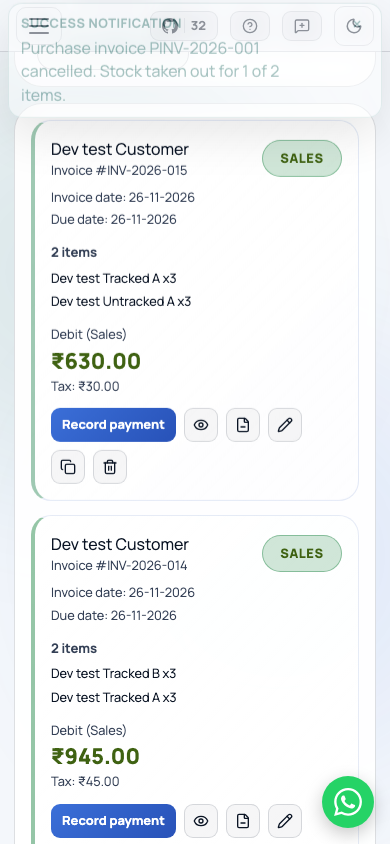 SUCCESS NOTIFICATION
32
Purchase invoice PINV-2026-001
cancelled. Stock taken out for 1 of 2
items.
Dev test Customer
SALES
Invoice #INV-2026-015
Invoice date: 26-11-2026
Due date: 26-11-2026
2 items
Dev test Tracked A x3
Dev test Untracked A x3
Debit (Sales)
₹630.00
Tax: ₹30.00
Record payment
Dev test Customer
SALES
Invoice #INV-2026-014
Invoice date: 26-11-2026
Due date: 26-11-2026
2 items
Dev test Tracked B x3
Dev test Tracked A x3
Debit (Sales)
₹945.00
Tax: ₹45.00
Record payment